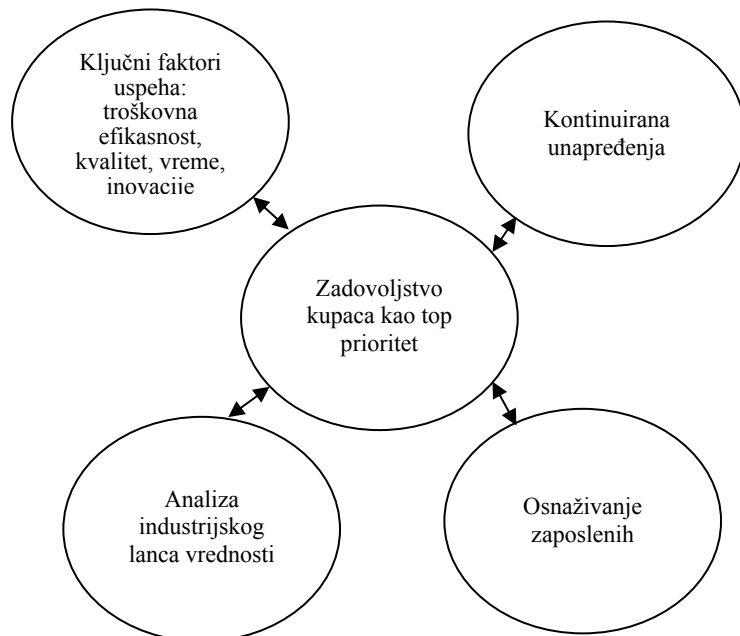 Ključni faktori
uspeha:
troškovna
efikasnost,
kvalitet, vreme,
inovacije
Kontinuirana
unapređenja
Zadovoljstvo
kupaca kao top
prioritet
Analiza
industrijskog
lanca vrednosti
Osnaživanje
zaposlenih